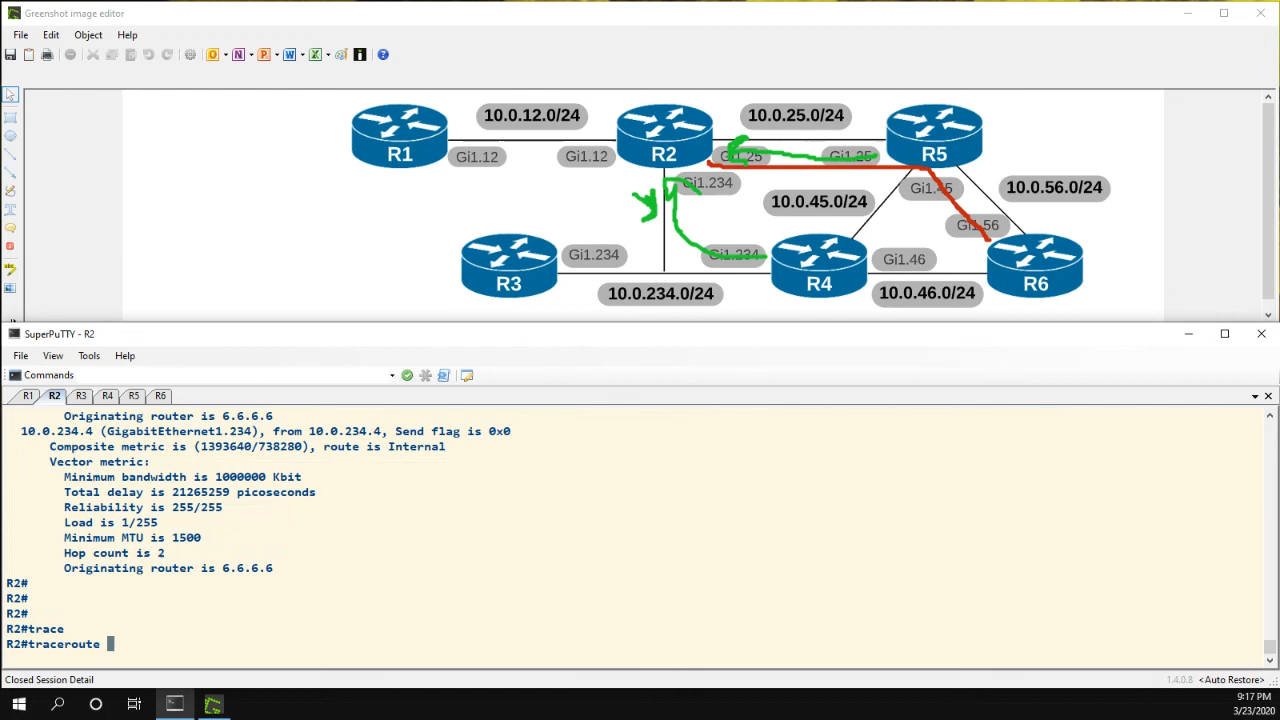 Greenshot image editor
File Edit Object Help
10.0.12.0/24 10.0.25.0/24
R1 R2 R5
Gi1.12 Gi1.12 Gi1.25 Gi1.25
Gi1.234 10.0.45.0/24 Gi1.45 10.0.56.0/24
Gi1.56
Gi1.234 Gi1.234 Gi1.46
R3 R4 R6
10.0.234.0/24 10.0.46.0/24
SuperPuTTY - R2
File View Tools Help
Commands
R1 R2 R3 R4 R5 R6
Originating router is 6.6.6.6
10.0.234.4 (GigabitEthernet1.234), from 10.0.234.4, Send flag is 0x0
Composite metric is (1393640/738280), route is Internal
Vector metric:
Minimum bandwidth is 1000000 Kbit
Total delay is 21265259 picoseconds
Reliability is 255/255
Load is 1/255
Minimum MTU is 1500
Hop count is 2
Originating router is 6.6.6.6
R2#
R2#
R2#
R2#trace
R2#traceroute
Closed Session Detail 1.4.0.8 <Auto Restore>
9:17 PM
3/23/2020